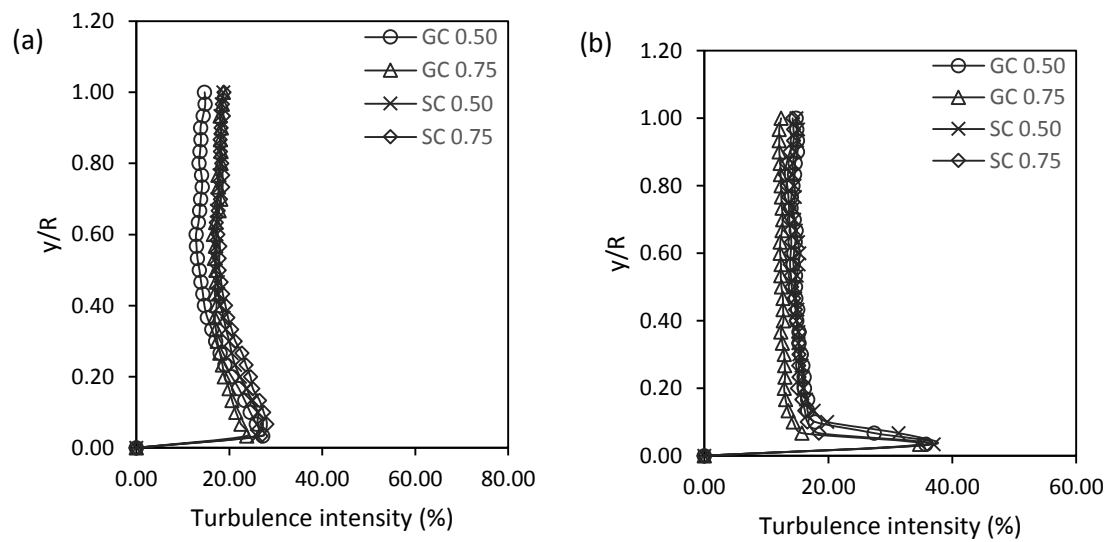 (a)
1.20
1.00
0.80
0.60
0.40
0.20
0.00
y/R
0.00 20.00 40.00 60.00 80.00
Turbulence intensity (%)
GC 0.50
GC 0.75
SC 0.50
SC 0.75
(b)
1.20
1.00
0.80
0.60
0.40
0.20
0.00
y/R
0.00 20.00 40.00 60.00
Turbulence intensity (%)
GC 0.50
GC 0.75
SC 0.50
SC 0.75